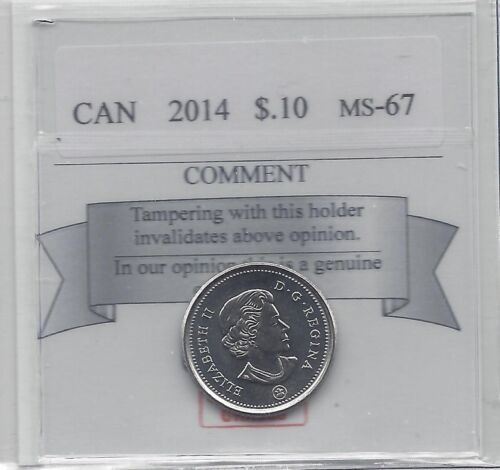 CAN 2014 $.10 MS-67
COMMENT
Tampering with this holder
invalidates above opinion.
In our opinion this is a genuine
ELIZABETH II D·G·REGINA